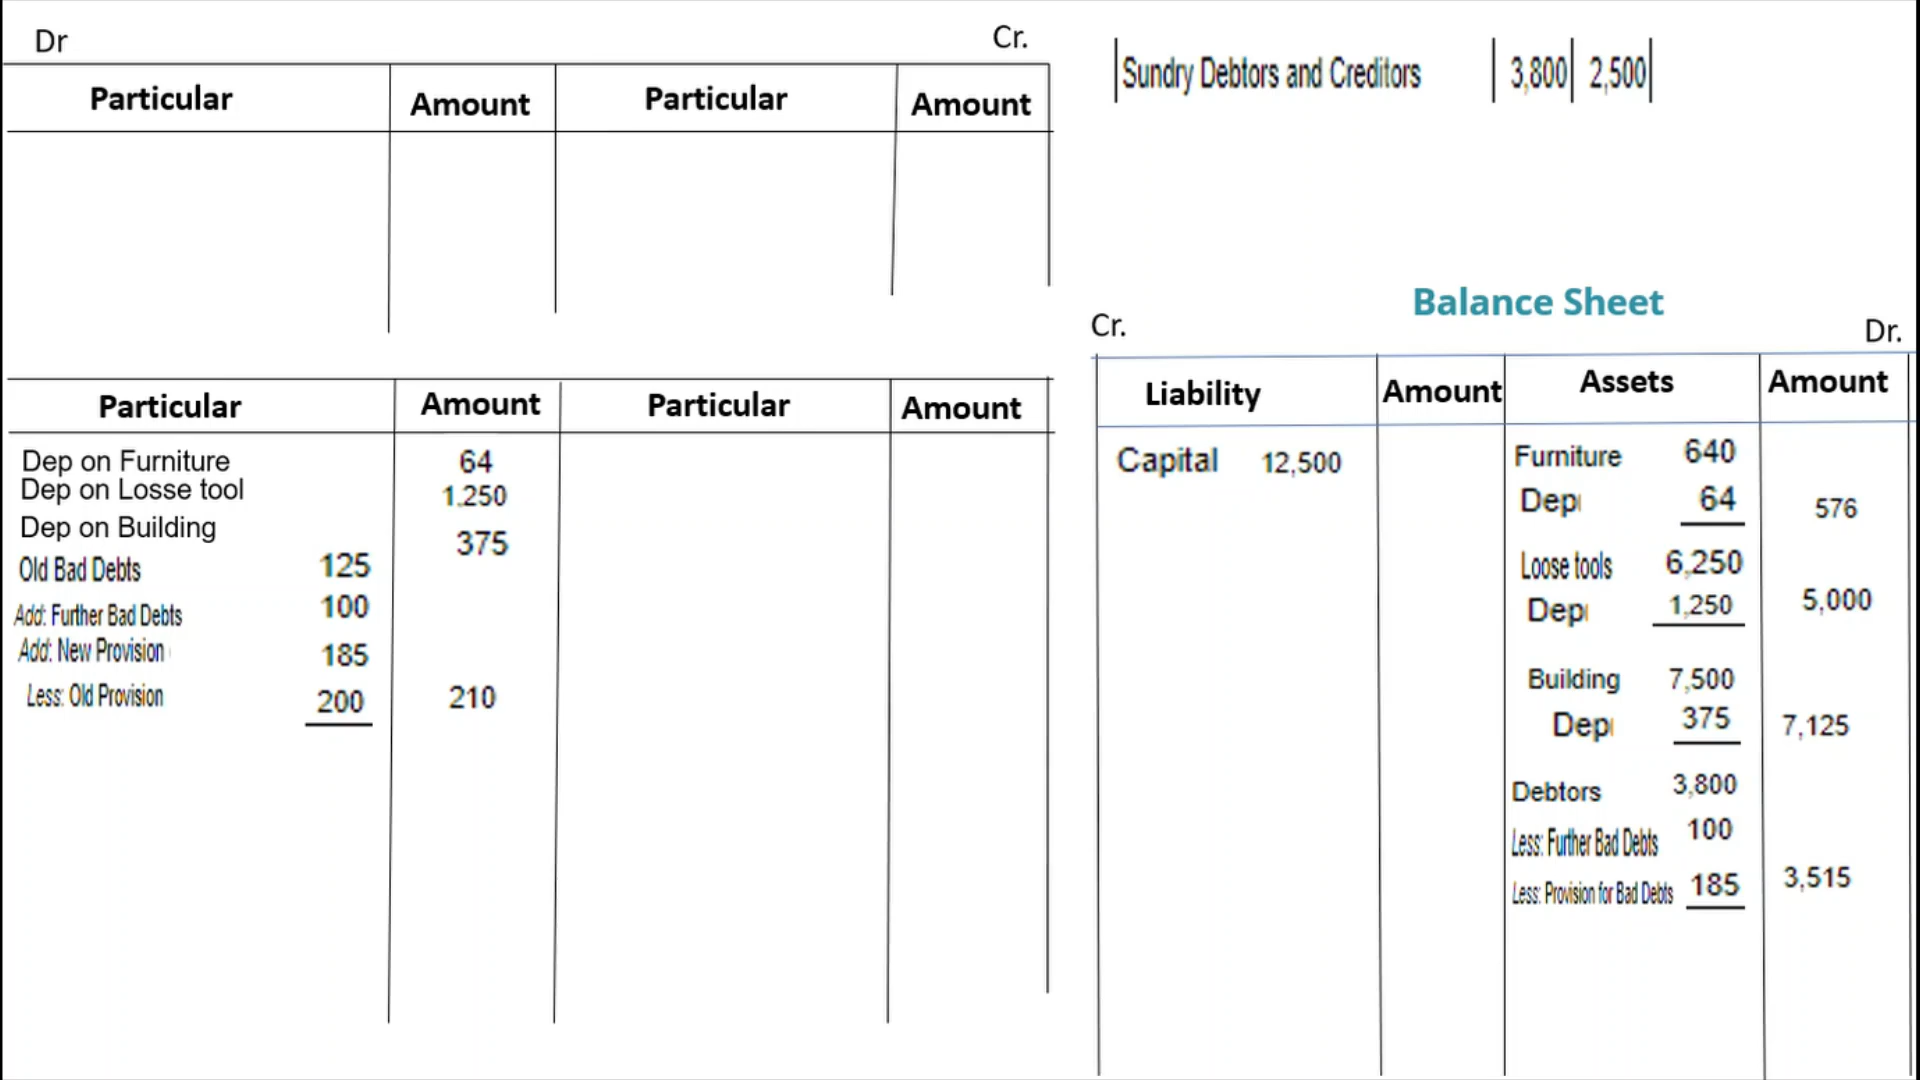 Dr Cr.
Particular Amount Particular Amount
Sundry Debtors and Creditors 3,800 2,500
Particular Amount Particular Amount
Dep on Furniture 64
Dep on Losse tool 1,250
Dep on Building 375
Old Bad Debts 125
Add: Further Bad Debts 100
Add: New Provision 185
Less: Old Provision 200 210
Balance Sheet
Cr. Dr.
Liability Amount Assets Amount
Capital 12,500 Furniture 640
Dep 64 576
Loose tools 6,250
Dep 1,250 5,000
Building 7,500
Dep 375 7,125
Debtors 3,800
Less: Further Bad Debts 100
Less: Provision for Bad Debts 185 3,515